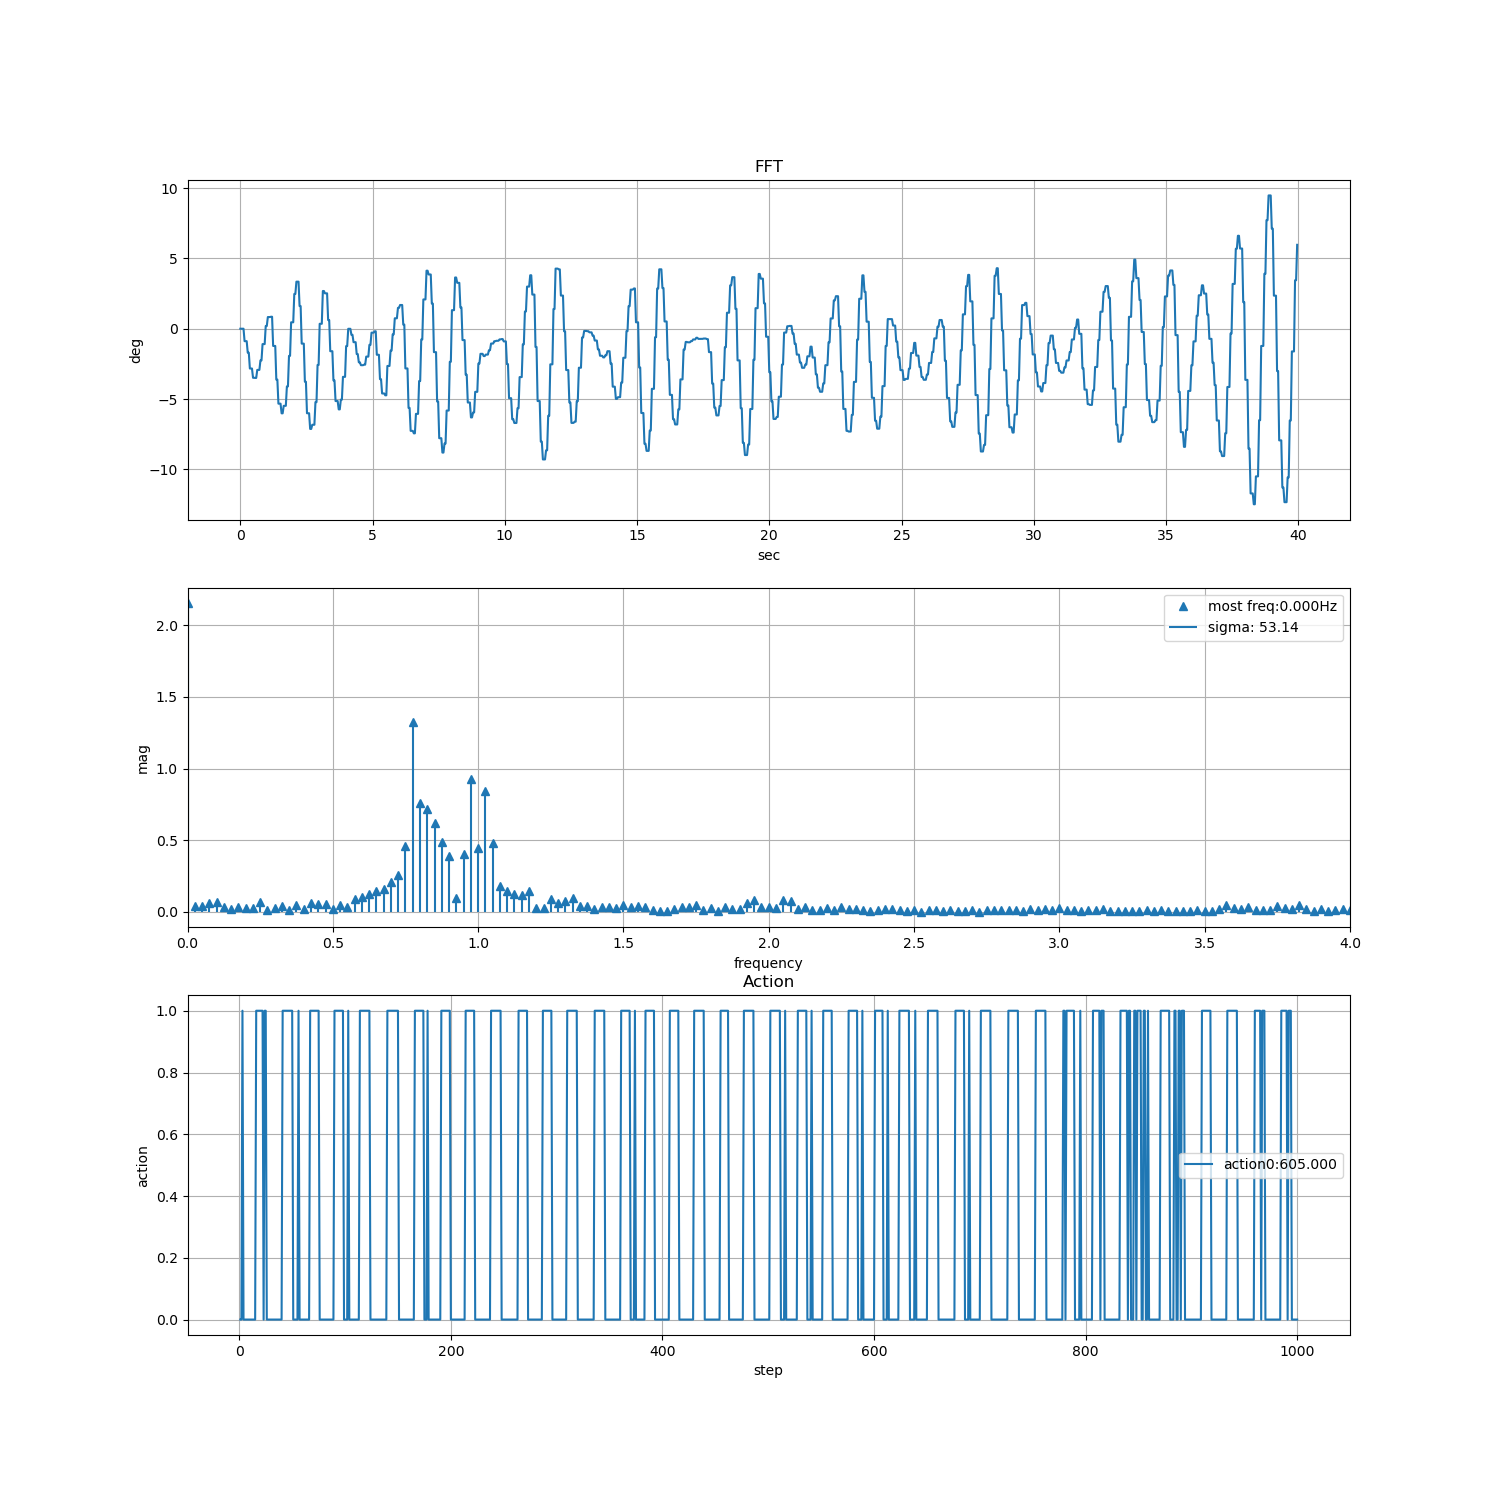 FFT
10
5
0
−5
−10
deg
0 5 10 15 20 25 30 35 40
sec
most freq:0.000Hz
sigma: 53.14
2.0
1.5
1.0
0.5
0.0
mag
0.0 0.5 1.0 1.5 2.0 2.5 3.0 3.5 4.0
frequency
Action
1.0
0.8
0.6
0.4
0.2
0.0
action
action0:605.000
0 200 400 600 800 1000
step